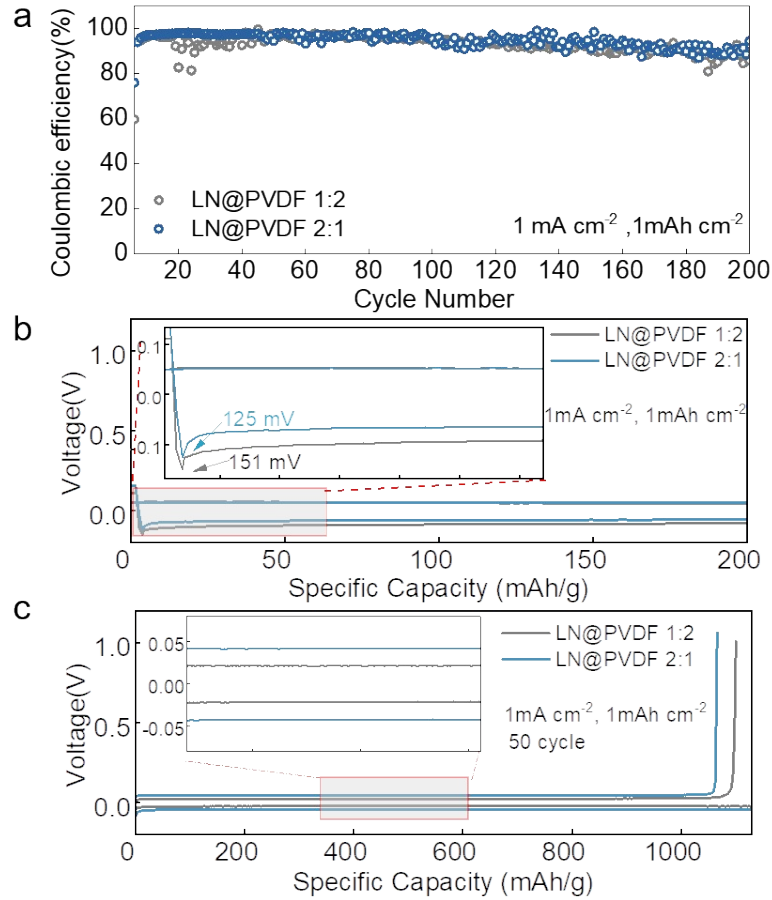 a
Coulombic efficiency(%)
100
80
60
40
20
0
LN@PVDF 1:2
LN@PVDF 2:1
1 mA cm⁻² ,1mAh cm⁻²
20 40 60 80 100 120 140 160 180 200
Cycle Number
b
Voltage(V)
1.0
0.5
0.0
0.1
0.0
0.1
125 mV
151 mV
LN@PVDF 1:2
LN@PVDF 2:1
1mA cm⁻², 1mAh cm⁻²
0 50 100 150 200
Specific Capacity (mAh/g)
c
Voltage(V)
1.0
0.5
0.0
0.05
0.00
-0.05
LN@PVDF 1:2
LN@PVDF 2:1
1mA cm⁻², 1mAh cm⁻²
50 cycle
0 200 400 600 800 1000
Specific Capacity (mAh/g)